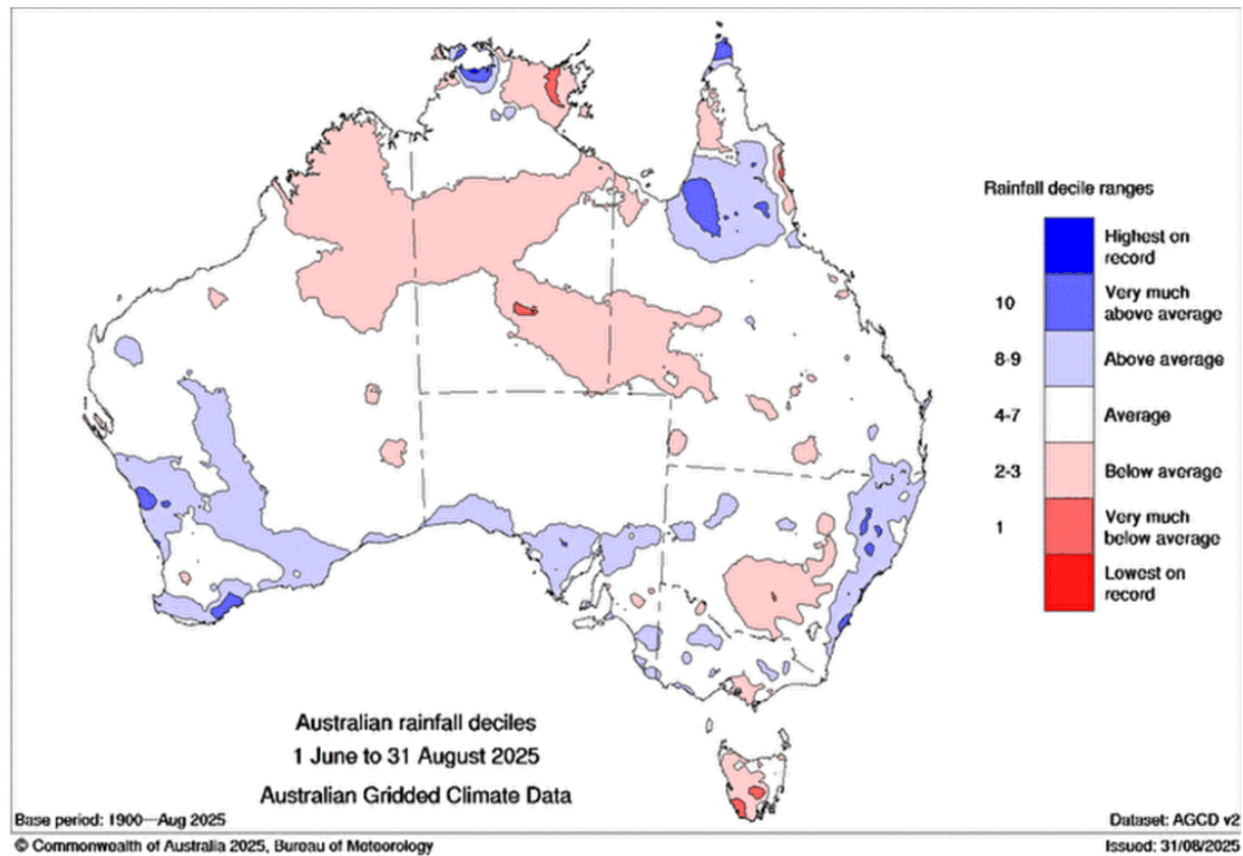 Rainfall decile ranges
Highest on
record
10
Very much
above average
8-9
Above average
4-7
Average
2-3
Below average
1
Very much
below average
Lowest on
record
Australian rainfall deciles
1 June to 31 August 2025
Australian Gridded Climate Data
Base period: 1900—Aug 2025
Dataset: AGCD v2
© Commonwealth of Australia 2025, Bureau of Meteorology
Issued: 31/08/2025